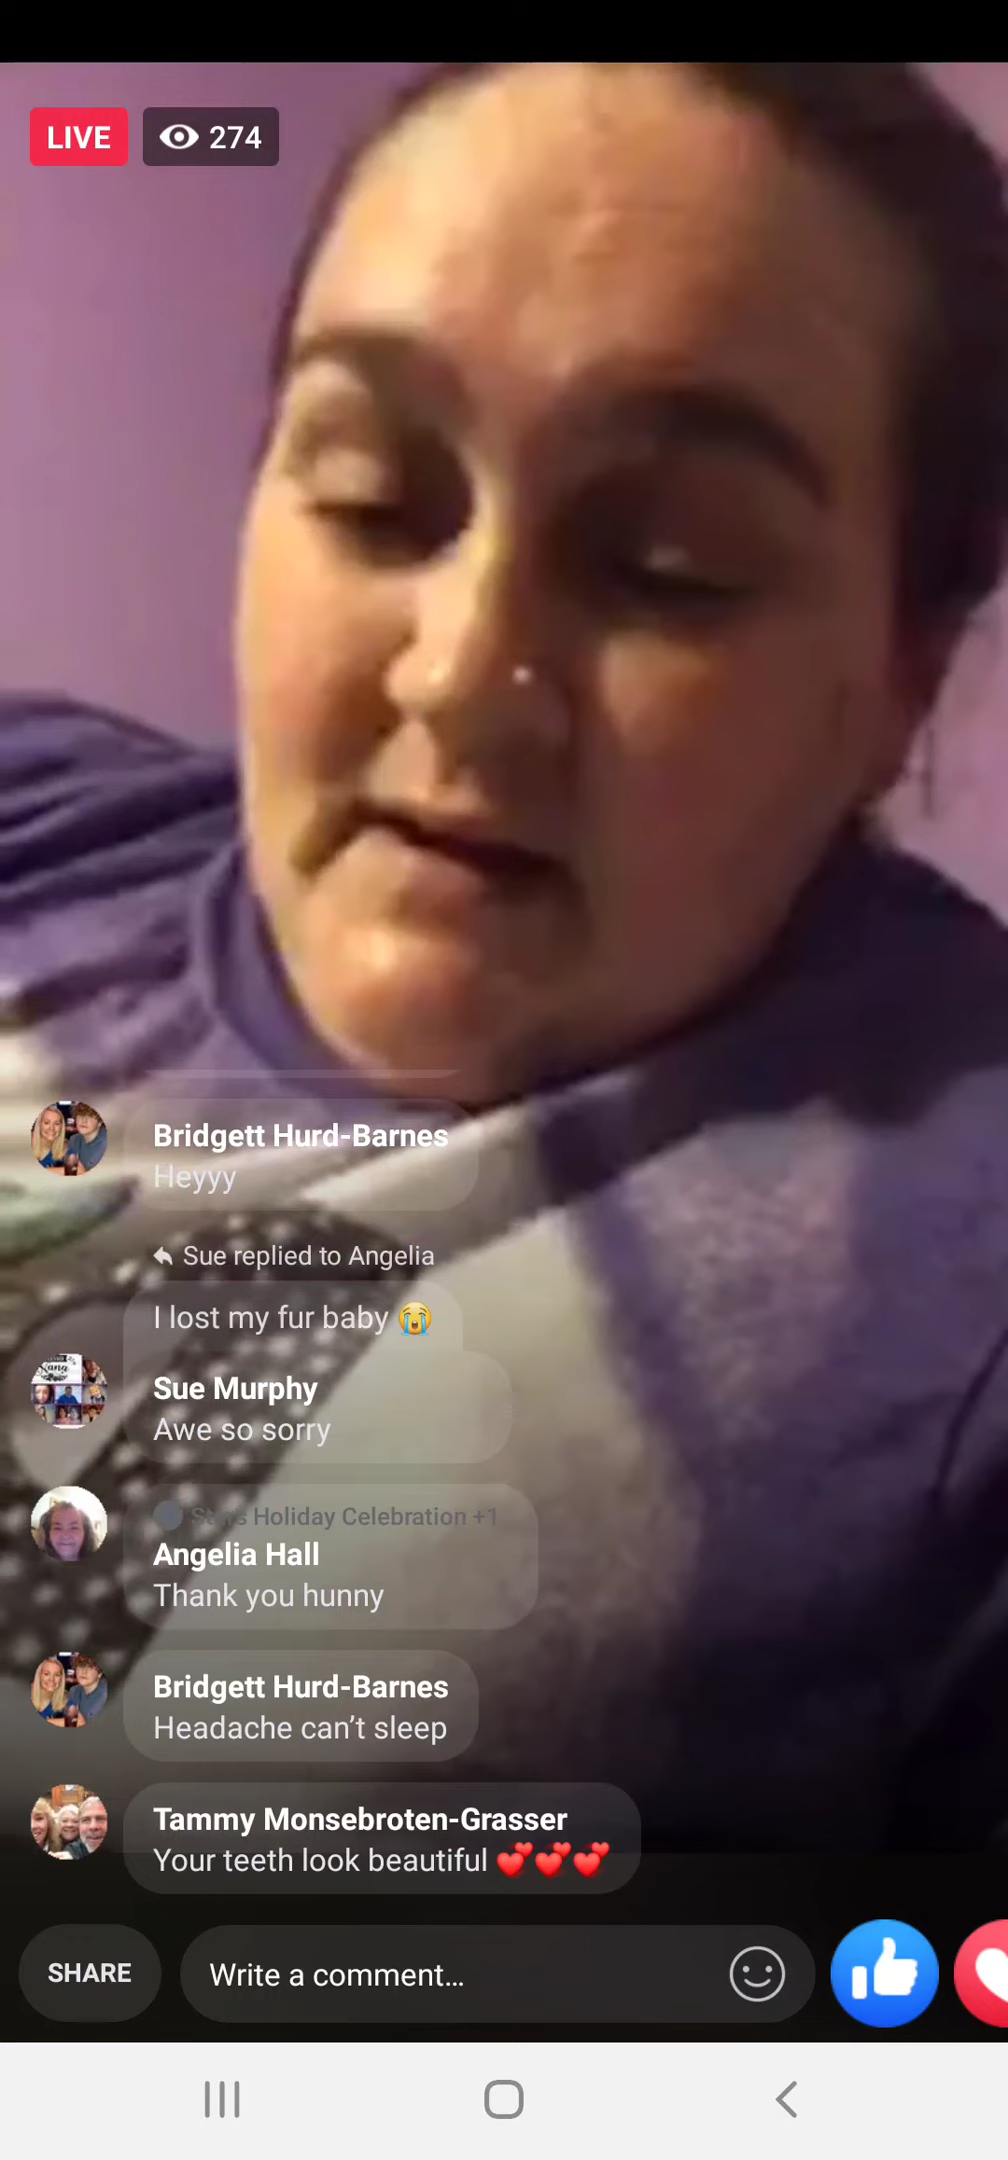 LIVE 274
Bridgett Hurd-Barnes
Heyyy
Sue replied to Angelia
I lost my fur baby 😭
Nana
Sue Murphy
Awe so sorry
Stars Holiday Celebration +1
Angelia Hall
Thank you hunny
Bridgett Hurd-Barnes
Headache can't sleep
Tammy Monsebroten-Grasser
Your teeth look beautiful 💕💕💕
SHARE Write a comment...